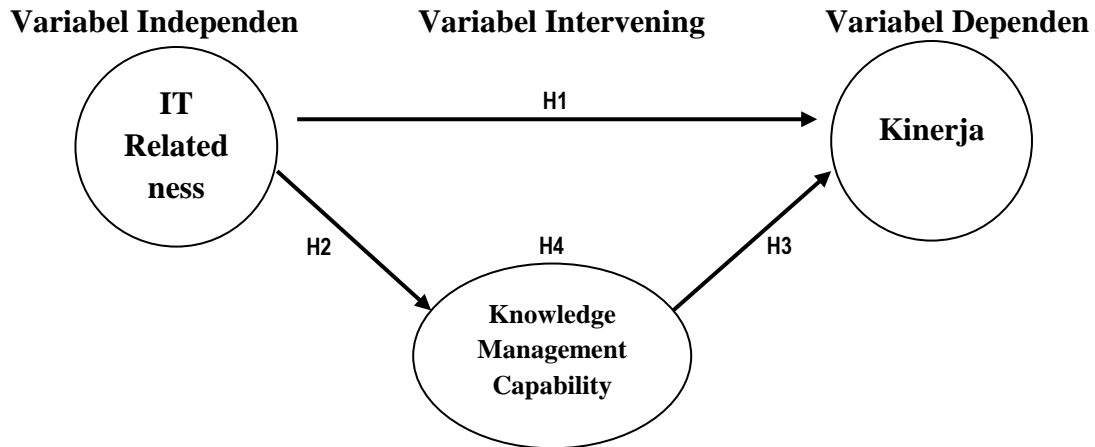 Variabel Independen Variabel Intervening Variabel Dependen
IT
Related
ness
H1
Kinerja
H2
H4
H3
Knowledge
Management
Capability